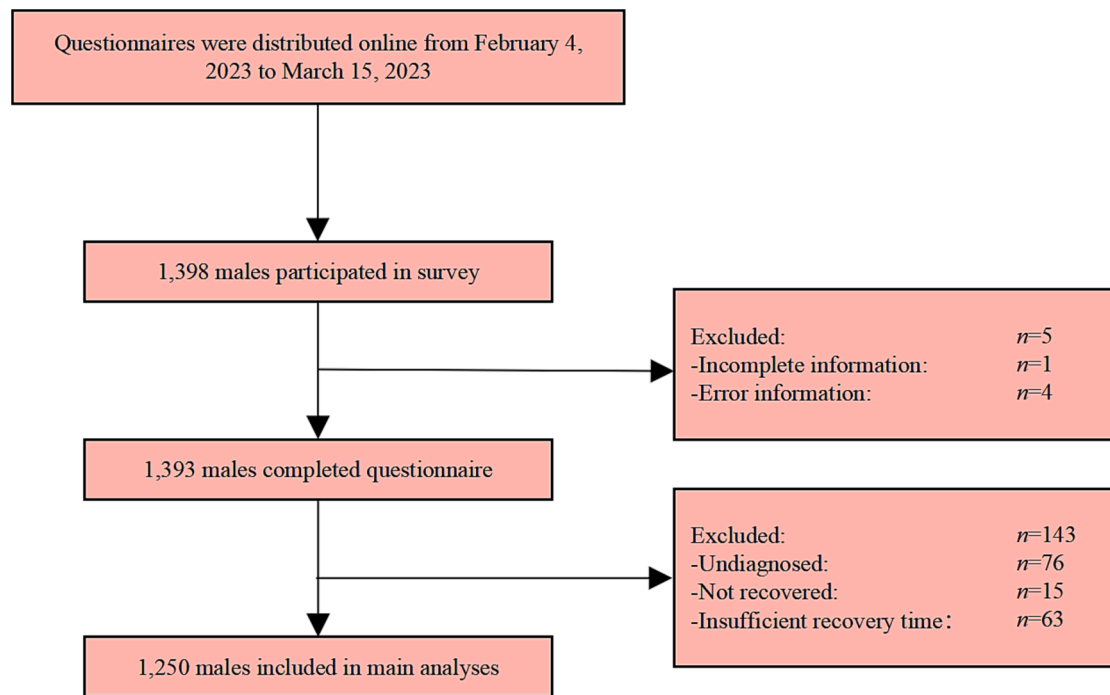 Questionnaires were distributed online from February 4,
2023 to March 15, 2023
1,398 males participated in survey
Excluded: n=5
-Incomplete information: n=1
-Error information: n=4
1,393 males completed questionnaire
Excluded: n=143
-Undiagnosed: n=76
-Not recovered: n=15
-Insufficient recovery time： n=63
1,250 males included in main analyses